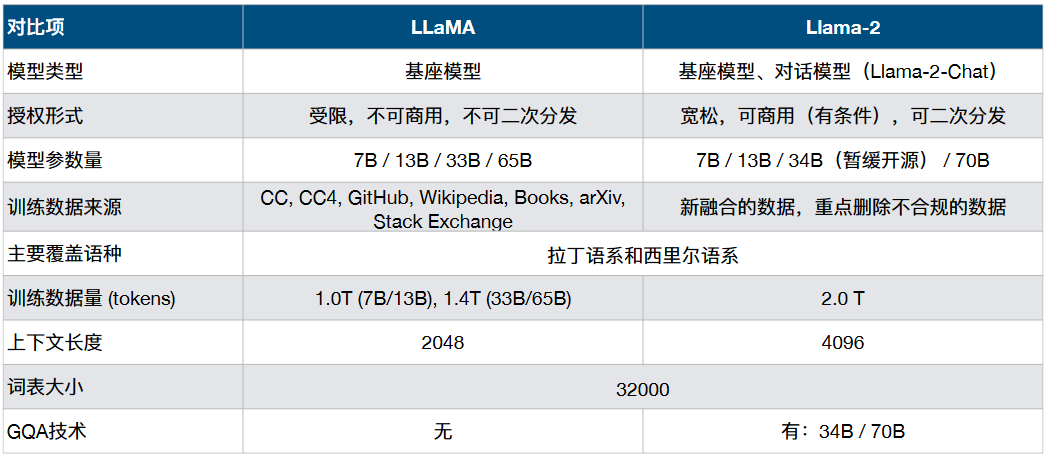 对比项 LLaMA Llama-2
模型类型 基座模型 基座模型、对话模型（Llama-2-Chat）
授权形式 受限，不可商用，不可二次分发 宽松，可商用（有条件），可二次分发
模型参数量 7B / 13B / 33B / 65B 7B / 13B / 34B（暂缓开源） / 70B
训练数据来源 CC, CC4, GitHub, Wikipedia, Books, arXiv,
Stack Exchange 新融合的数据，重点删除不合规的数据
主要覆盖语种 拉丁语系和西里尔语系
训练数据量 (tokens) 1.0T (7B/13B), 1.4T (33B/65B) 2.0 T
上下文长度 2048 4096
词表大小 32000
GQA技术 无 有：34B / 70B